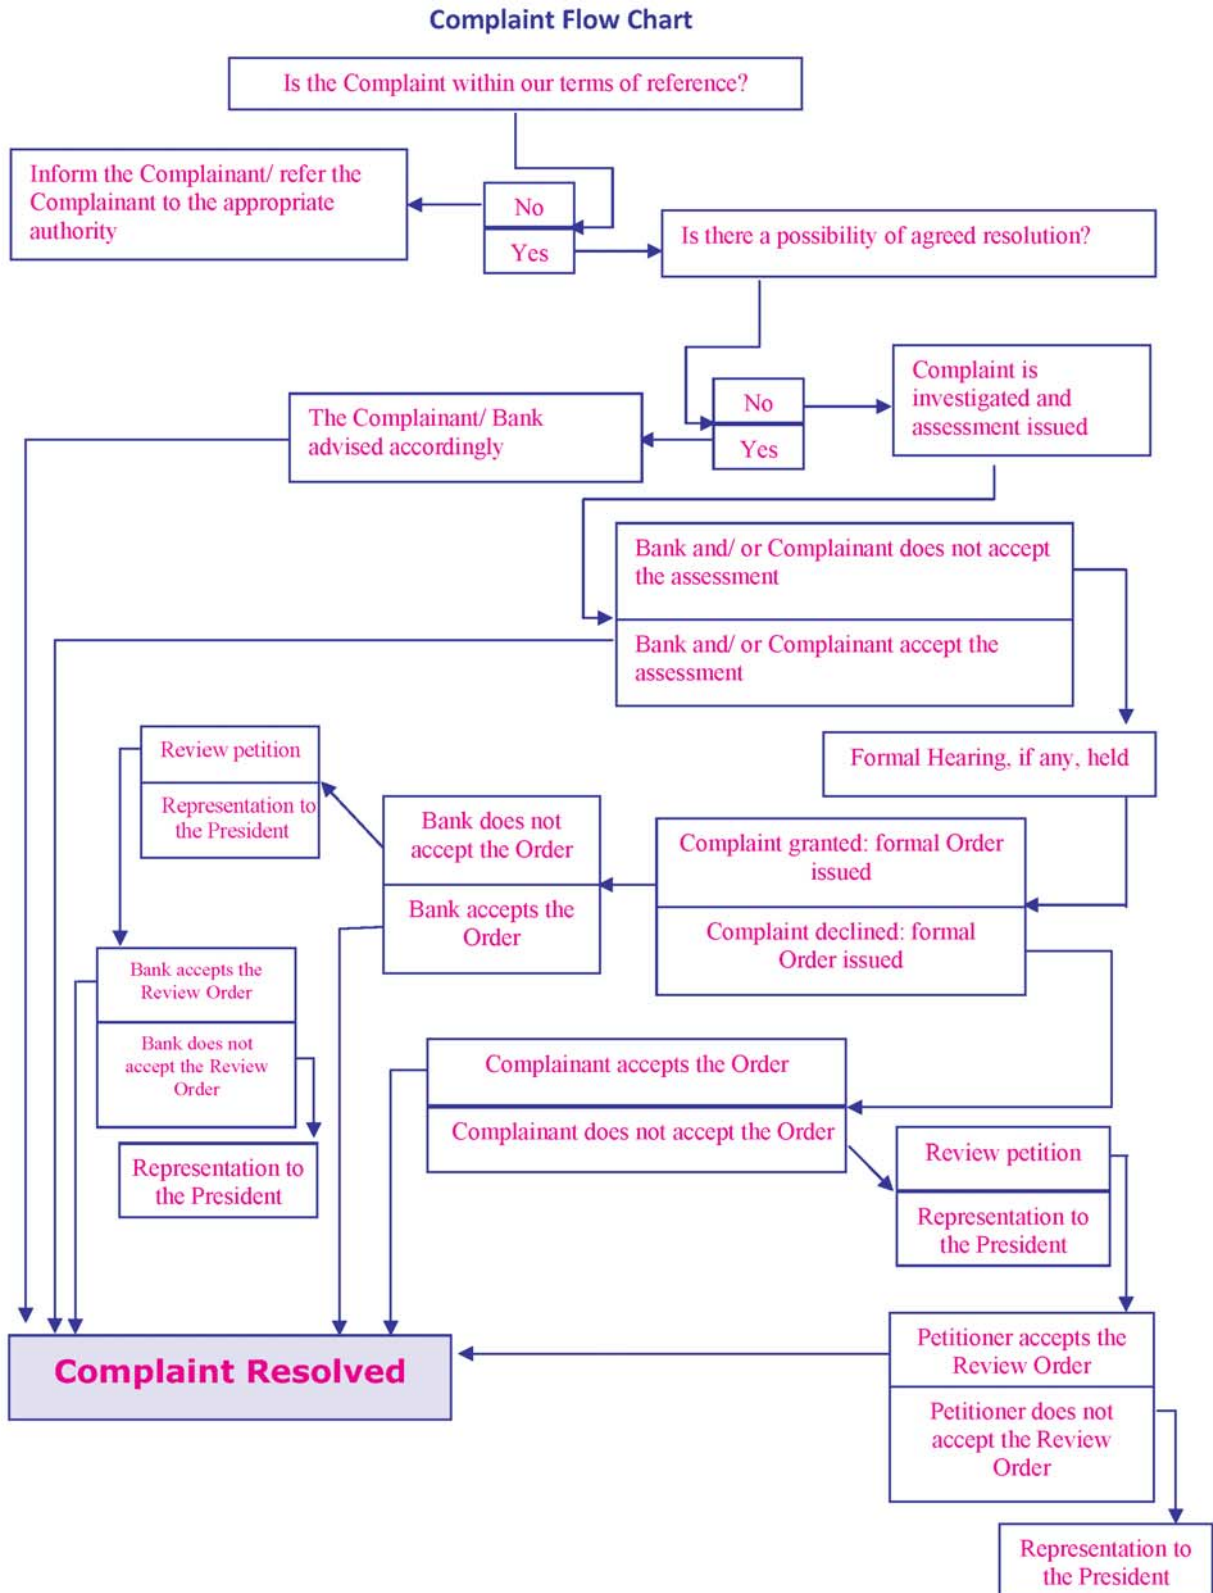 Complaint Flow Chart
Is the Complaint within our terms of reference?
Inform the Complainant/ refer the
Complainant to the appropriate
authority
No
Yes
Is there a possibility of agreed resolution?
The Complainant/ Bank
advised accordingly
No
Yes
Complaint is
investigated and
assessment issued
Bank and/ or Complainant does not accept
the assessment
Bank and/ or Complainant accept the
assessment
Formal Hearing, if any, held
Review petition
Representation to
the President
Bank does not
accept the Order
Bank accepts the
Order
Complaint granted: formal Order
issued
Complaint declined: formal
Order issued
Bank accepts the
Review Order
Bank does not
accept the Review
Order
Representation to
the President
Complainant accepts the Order
Complainant does not accept the Order
Review petition
Representation to
the President
Complaint Resolved
Petitioner accepts the
Review Order
Petitioner does not
accept the Review
Order
Representation to
the President